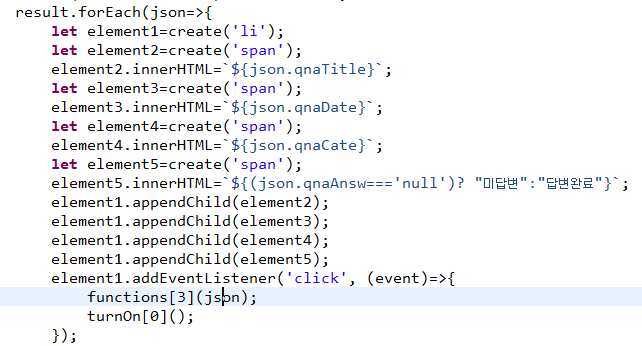 result.forEach(json=>{
let element1=create('li');
let element2=create('span');
element2.innerHTML=`${json.qnaTitle}`;
let element3=create('span');
element3.innerHTML=`${json.qnaDate}`;
let element4=create('span');
element4.innerHTML=`${json.qnaCate}`;
let element5=create('span');
element5.innerHTML=`${(json.qnaAnsw==='null')? "미답변":"답변완료"}`;
element1.appendChild(element2);
element1.appendChild(element3);
element1.appendChild(element4);
element1.appendChild(element5);
element1.addEventListener('click', (event)=>{
functions[3](json);
turnOn[0]();
});